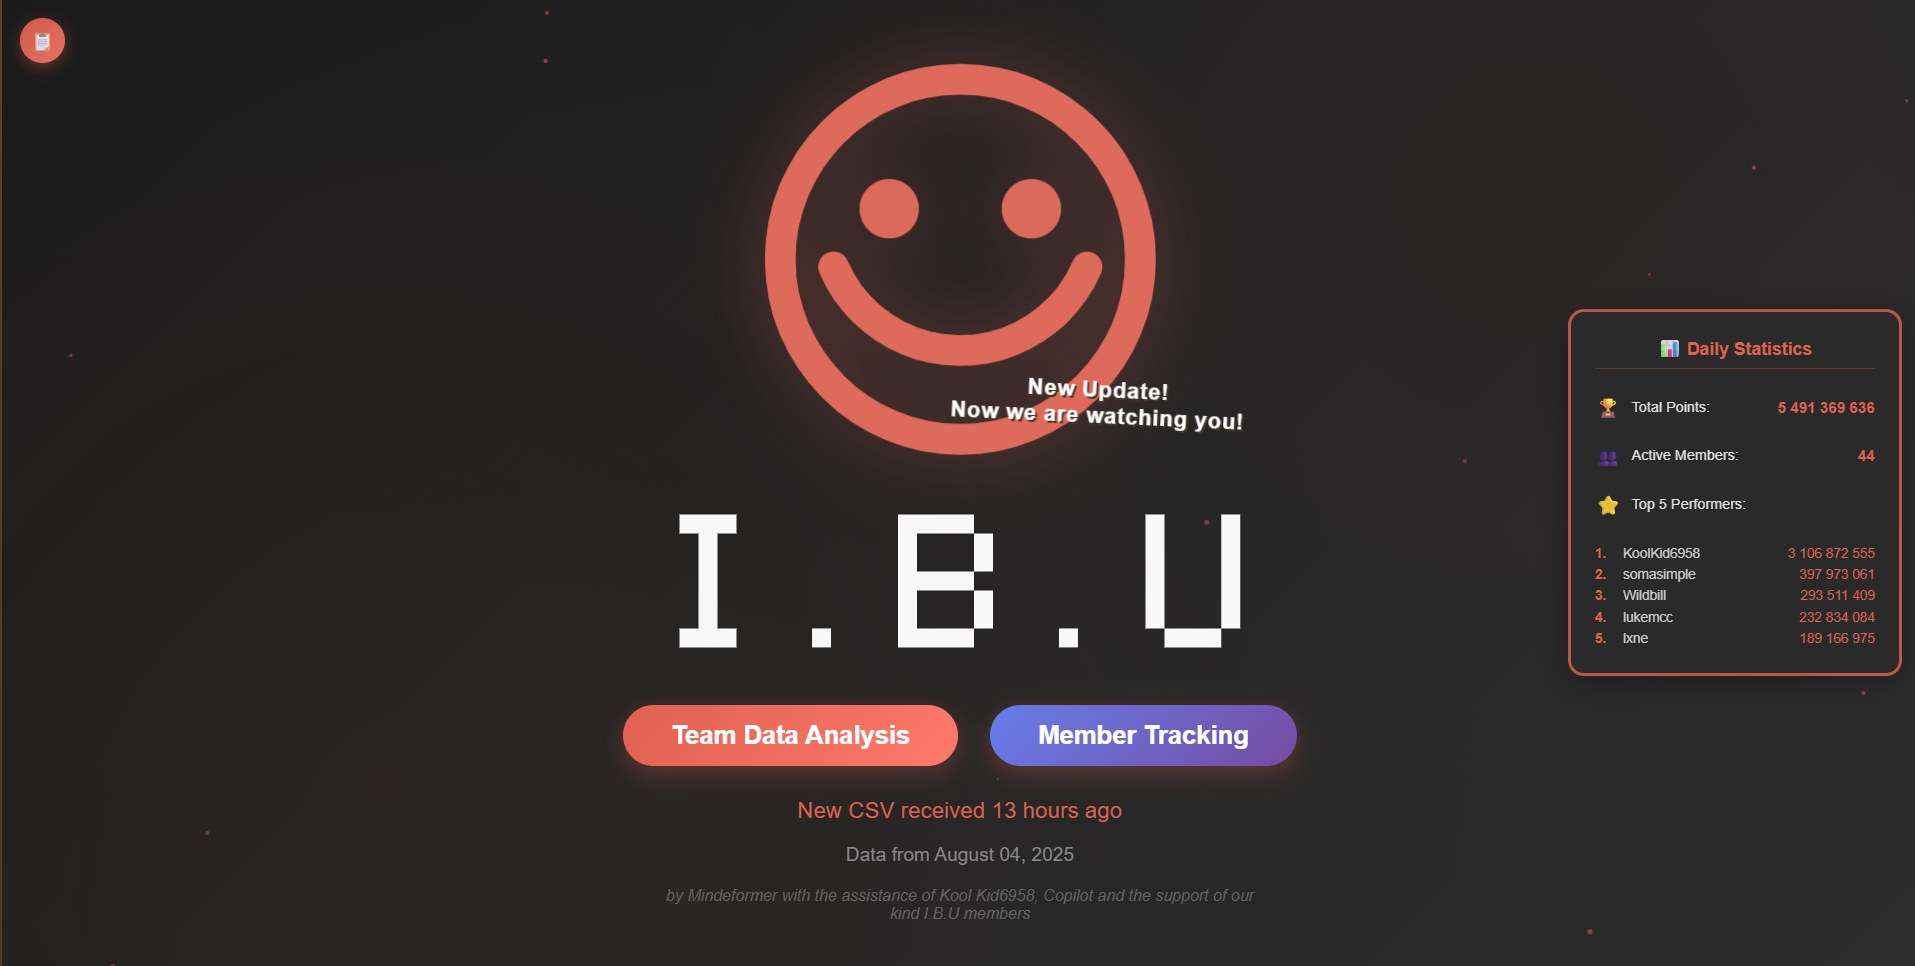 New Update!
Now we are watching you!
I.B.U
Team Data Analysis
Member Tracking
New CSV received 13 hours ago
Data from August 04, 2025
by Mindeformer with the assistance of Kool Kid6958, Copilot and the support of our
kind I.B.U members
Daily Statistics
Total Points: 5 491 369 636
Active Members: 44
Top 5 Performers:
1. KoolKid6958 3 106 872 555
2. somasimple 397 973 061
3. Wildbill 293 511 409
4. lukemcc 232 834 084
5. lxne 189 166 975